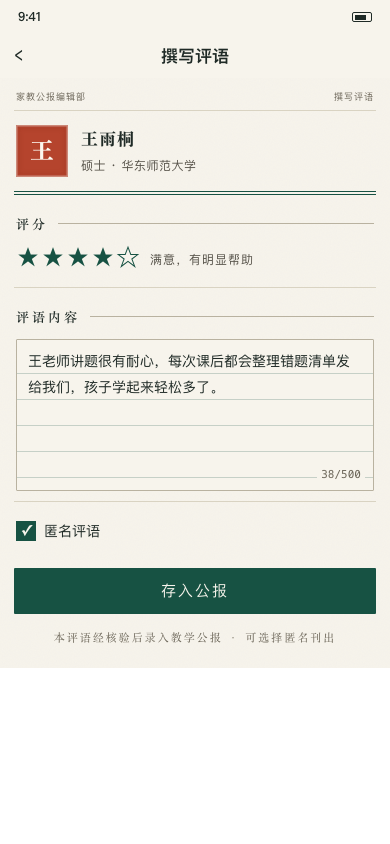 9:41
撰写评语
家教公报编辑部
撰写评语
王
王雨桐
硕士 · 华东师范大学
评分
满意，有明显帮助
评语内容
王老师讲题很有耐心，每次课后都会整理错题清单发
给我们，孩子学起来轻松多了。
38/500
匿名评语
存入公报
本评语经核验后录入教学公报 · 可选择匿名刊出